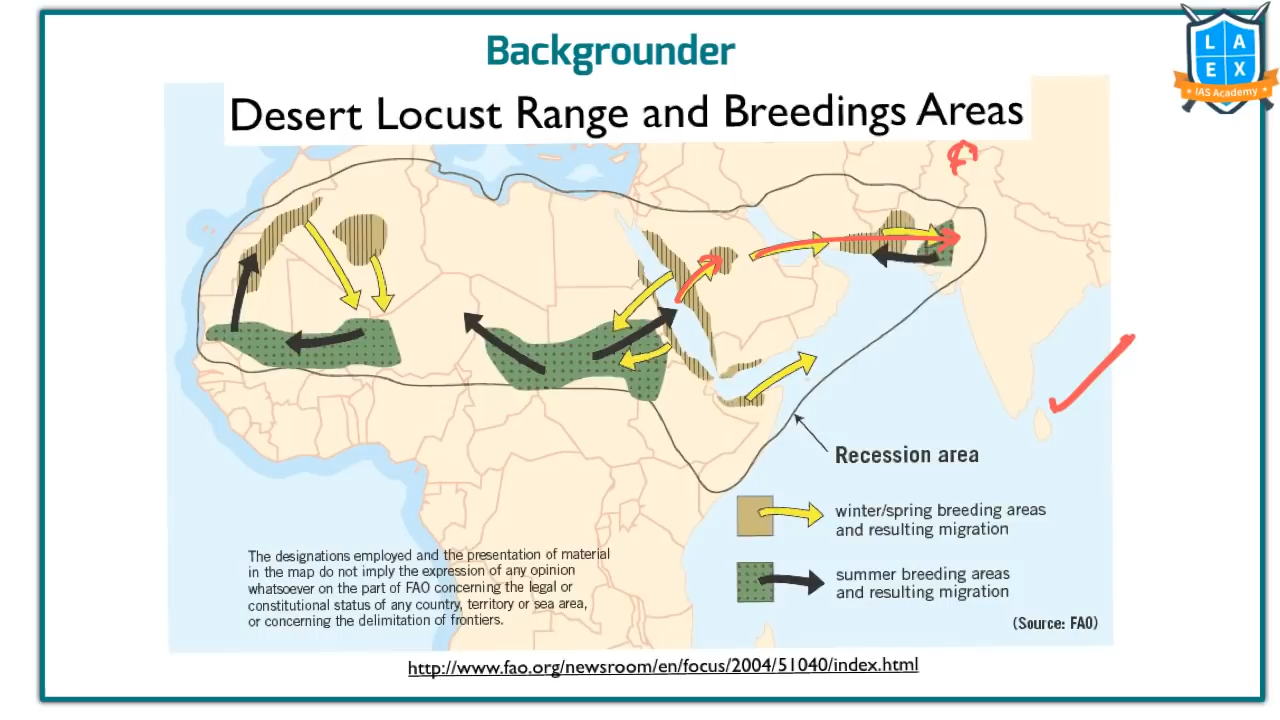 Backgrounder
L A
E X
IAS Academy
Desert Locust Range and Breedings Areas
Recession area
winter/spring breeding areas
and resulting migration
summer breeding areas
and resulting migration
(Source: FAO)
The designations employed and the presentation of material
in the map do not imply the expression of any opinion
whatsoever on the part of FAO concerning the legal or
constitutional status of any country, territory or sea area,
or concerning the delimitation of frontiers.
http://www.fao.org/newsroom/en/focus/2004/51040/index.html